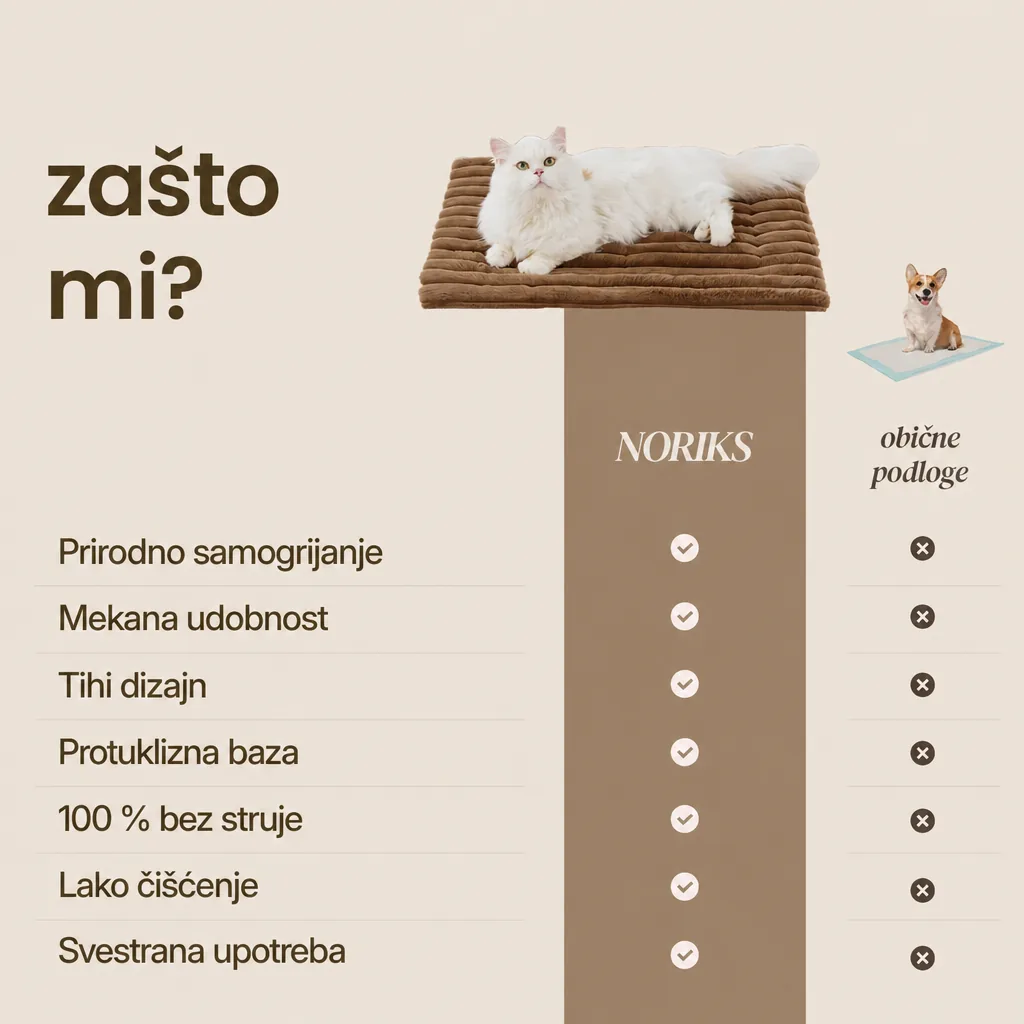 zašto
mi?
NORIKS
obične
podloge
Prirodno samogrijanje
Mekana udobnost
Tihi dizajn
Protuklizna baza
100 % bez struje
Lako čišćenje
Svestrana upotreba